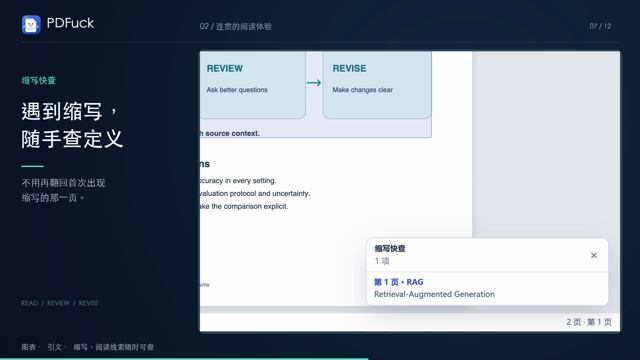 PDFuck
02 / 连贯的阅读体验
07 / 12
缩写快查
遇到缩写，
随手查定义
不用再翻回首次出现
缩写的那一页。
READ / REVIEW / REVISE
REVIEW
Ask better questions
REVISE
Make changes clear
h source context.
ns
ccuracy in every setting.
valuation protocol and uncertainty.
ake the comparison explicit.
缩写快查
1 项
第 1 页 • RAG
Retrieval-Augmented Generation
2 页 · 第 1 页
图表 · 引文 · 缩写，阅读线索随时可查